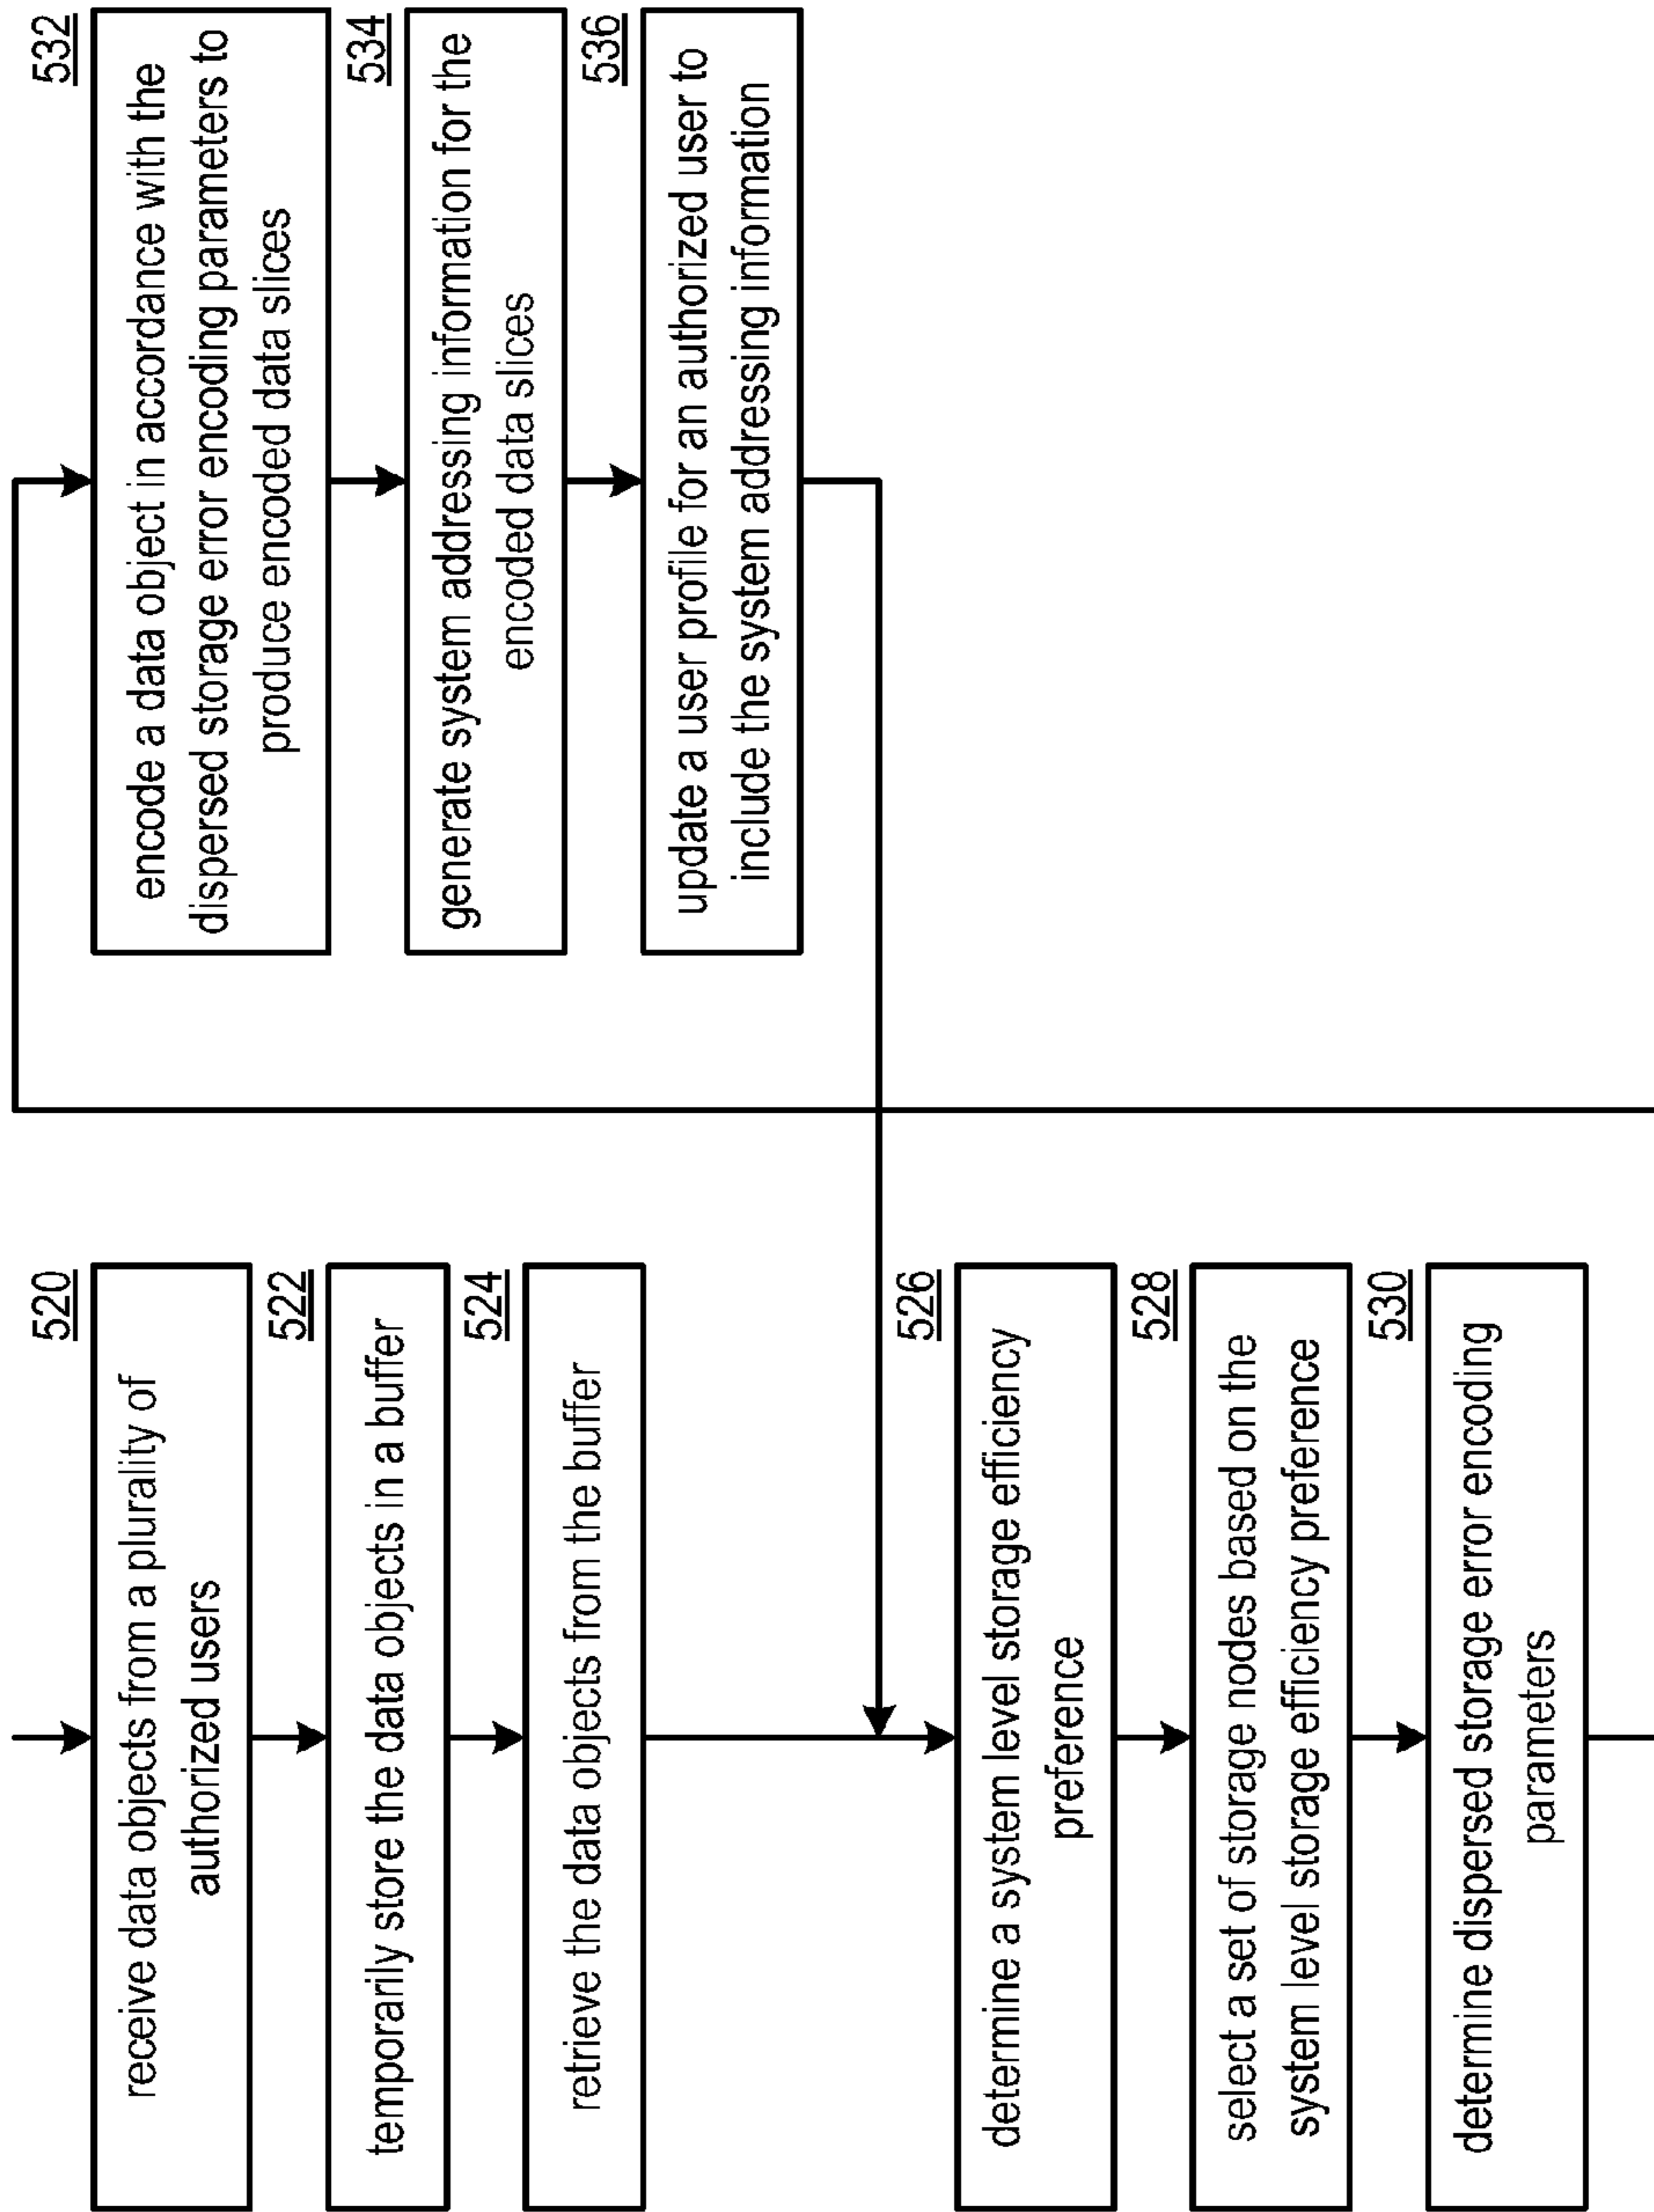 520
receive data objects from a plurality of
authorized users
522
temporarily store the data objects in a buffer
524
retrieve the data objects from the buffer
526
determine a system level storage efficiency
preference
528
select a set of storage nodes based on the
system level storage efficiency preference
530
determine dispersed storage error encoding
parameters
532
encode a data object in accordance with the
dispersed storage error encoding parameters to
produce encoded data slices
534
generate system addressing information for the
encoded data slices
536
update a user profile for an authorized user to
include the system addressing information